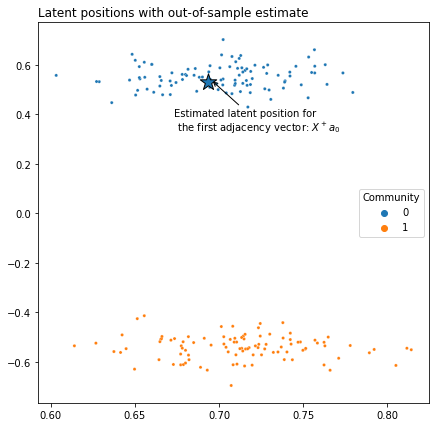 Latent positions with out-of-sample estimate
0.6
0.4
Estimated latent position for
the first adjacency vector: X⁺a₀
0.2
Community
0
1
0.0
−0.2
−0.4
−0.6
0.60 0.65 0.70 0.75 0.80